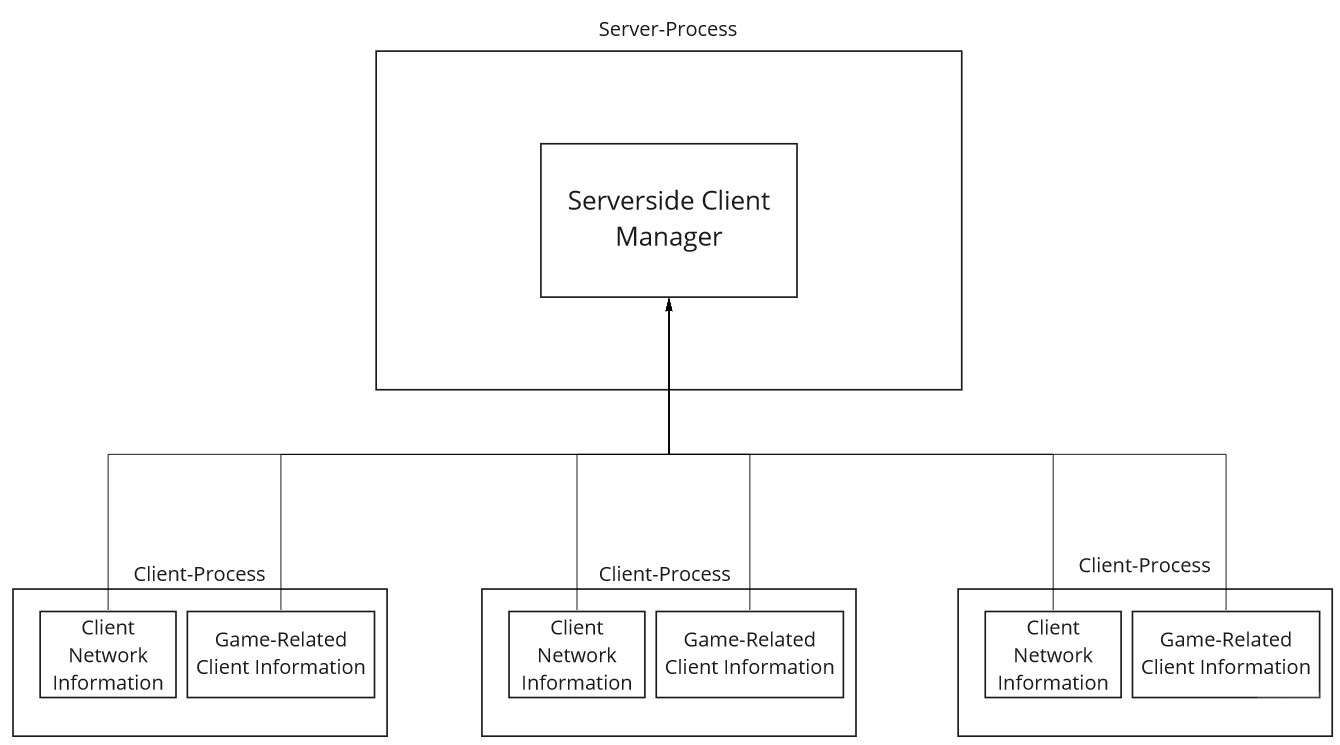 Server-Process
Serverside Client
Manager
Client-Process
Client
Network
Information
Game-Related
Client Information
Client-Process
Client
Network
Information
Game-Related
Client Information
Client-Process
Client
Network
Information
Game-Related
Client Information